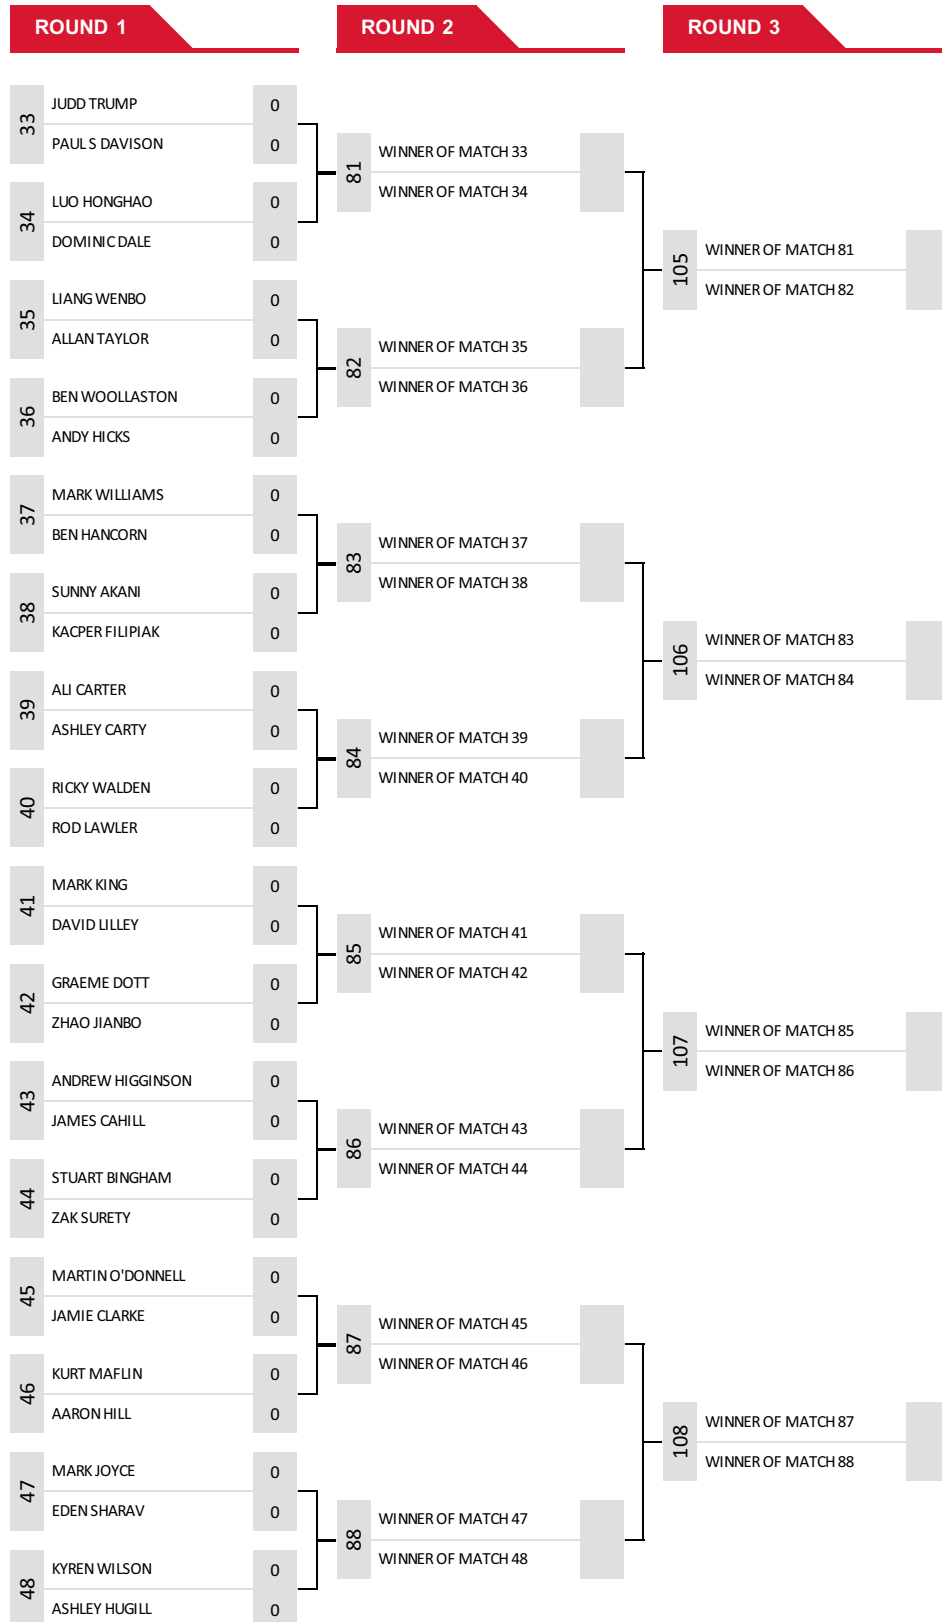 ROUND 1
ROUND 2
ROUND 3
33
JUDD TRUMP 0
PAUL S DAVISON 0
34
LUO HONGHAO 0
DOMINIC DALE 0
35
LIANG WENBO 0
ALLAN TAYLOR 0
36
BEN WOOLLASTON 0
ANDY HICKS 0
37
MARK WILLIAMS 0
BEN HANCORN 0
38
SUNNY AKANI 0
KACPER FILIPIAK 0
39
ALI CARTER 0
ASHLEY CARTY 0
40
RICKY WALDEN 0
ROD LAWLER 0
41
MARK KING 0
DAVID LILLEY 0
42
GRAEME DOTT 0
ZHAO JIANBO 0
43
ANDREW HIGGINSON 0
JAMES CAHILL 0
44
STUART BINGHAM 0
ZAK SURETY 0
45
MARTIN O'DONNELL 0
JAMIE CLARKE 0
46
KURT MAFLIN 0
AARON HILL 0
47
MARK JOYCE 0
EDEN SHARAV 0
48
KYREN WILSON 0
ASHLEY HUGILL 0
81
WINNER OF MATCH 33
WINNER OF MATCH 34
82
WINNER OF MATCH 35
WINNER OF MATCH 36
83
WINNER OF MATCH 37
WINNER OF MATCH 38
84
WINNER OF MATCH 39
WINNER OF MATCH 40
85
WINNER OF MATCH 41
WINNER OF MATCH 42
86
WINNER OF MATCH 43
WINNER OF MATCH 44
87
WINNER OF MATCH 45
WINNER OF MATCH 46
88
WINNER OF MATCH 47
WINNER OF MATCH 48
105
WINNER OF MATCH 81
WINNER OF MATCH 82
106
WINNER OF MATCH 83
WINNER OF MATCH 84
107
WINNER OF MATCH 85
WINNER OF MATCH 86
108
WINNER OF MATCH 87
WINNER OF MATCH 88